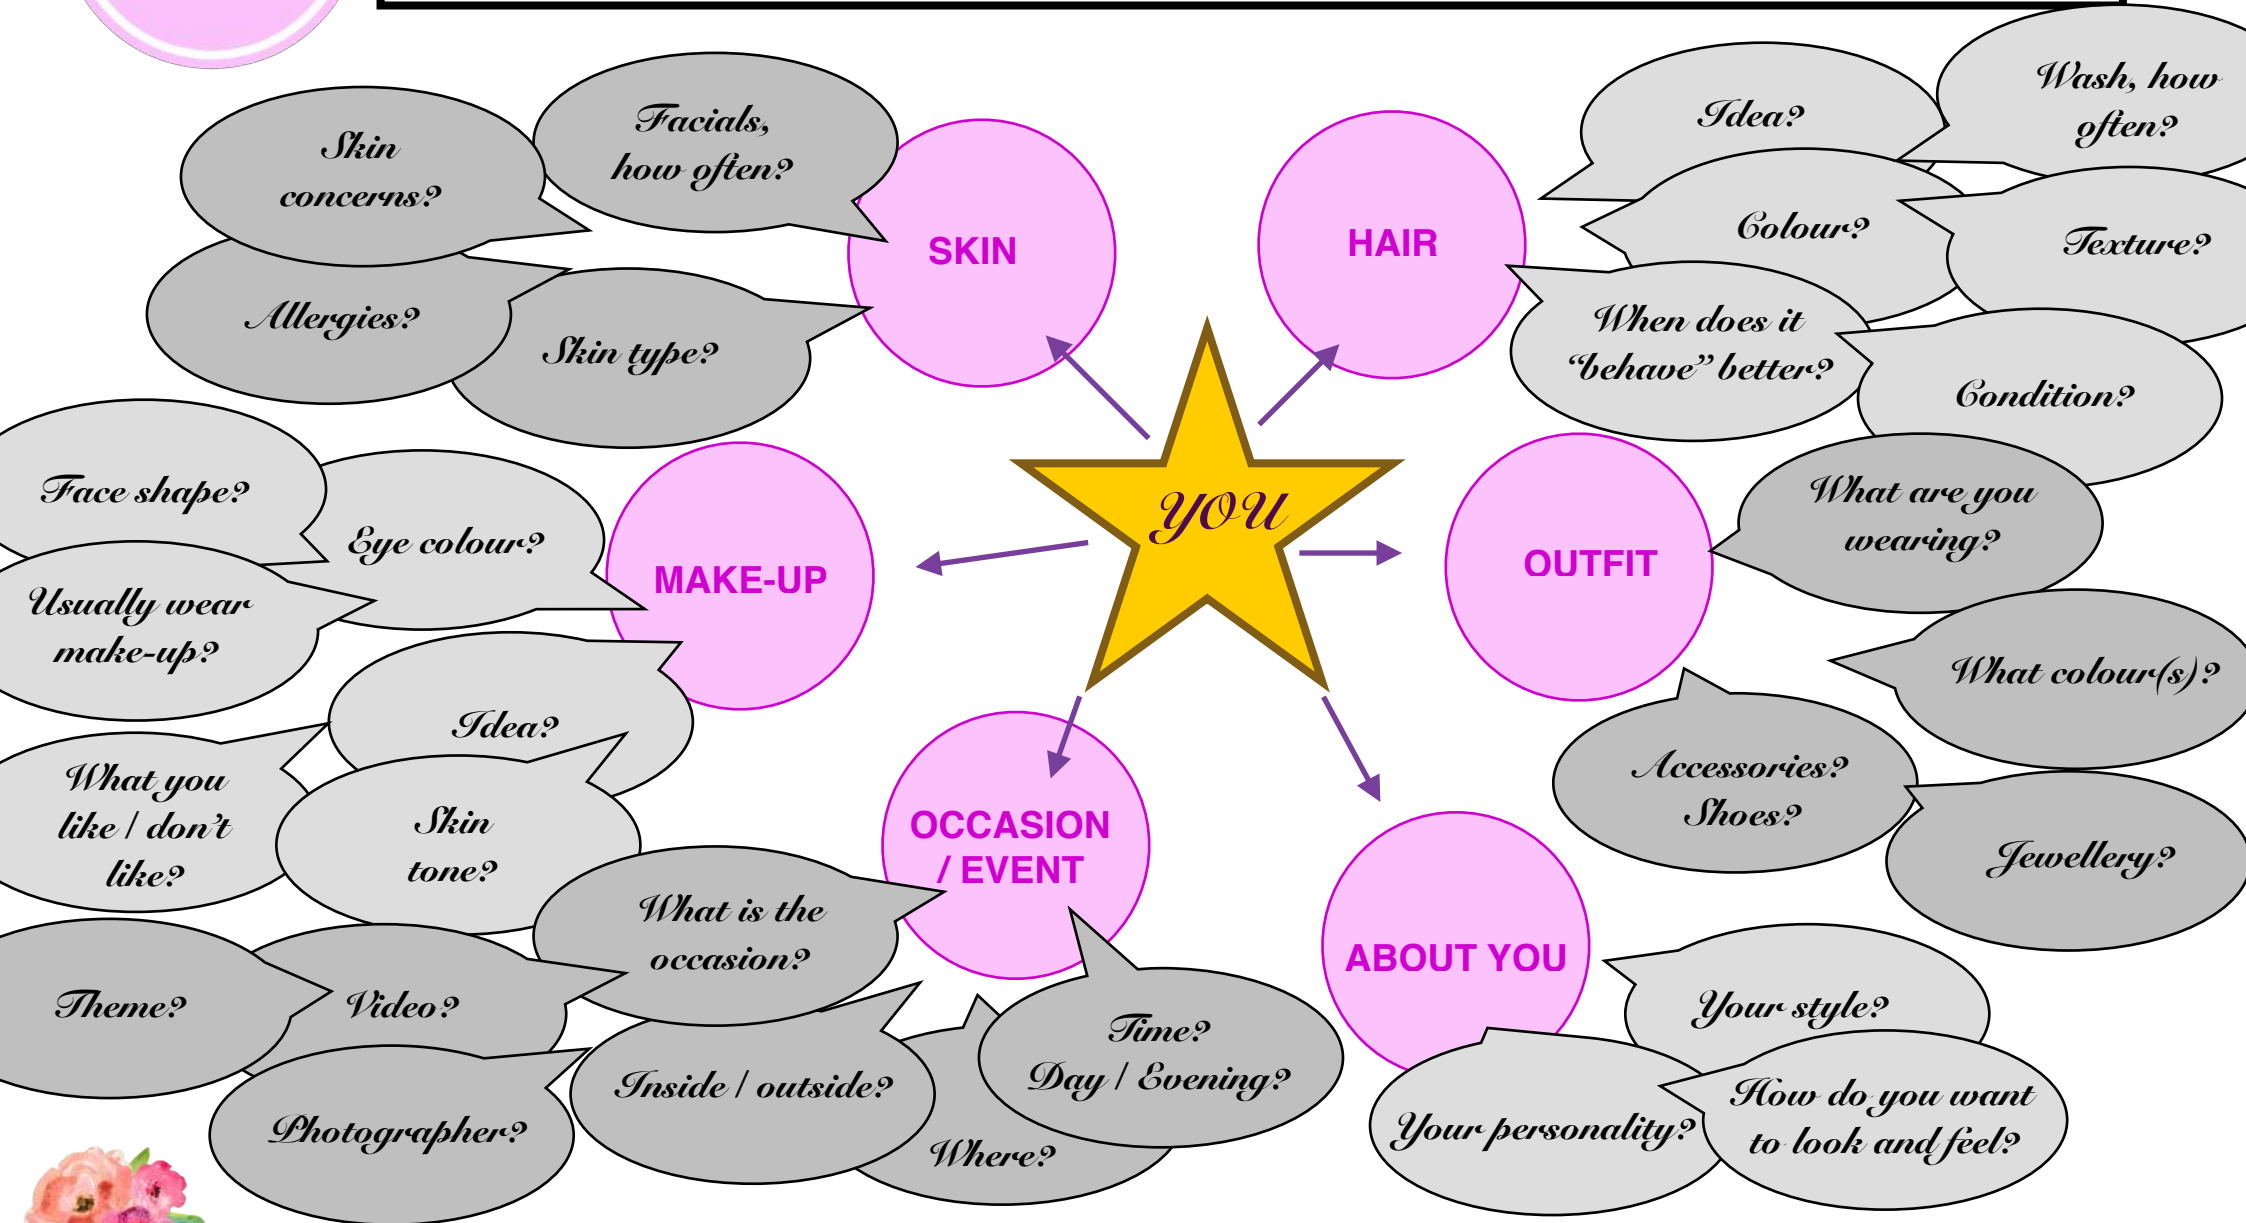 Skin
concerns?
Facials,
how often?
Allergies?
Skin type?
SKIN
HAIR
Idea?
Wash, how
often?
Colour?
Texture?
When does it
“behave” better?
Condition?
YOU
Face shape?
Eye colour?
Usually wear
make-up?
MAKE-UP
Idea?
What you
like / don’t
like?
Skin
tone?
OUTFIT
What are you
wearing?
What colour(s)?
Accessories?
Shoes?
Jewellery?
OCCASION
/ EVENT
What is the
occasion?
Theme?
Video?
Photographer?
Inside / outside?
Where?
Time?
Day / Evening?
ABOUT YOU
Your style?
Your personality?
How do you want
to look and feel?